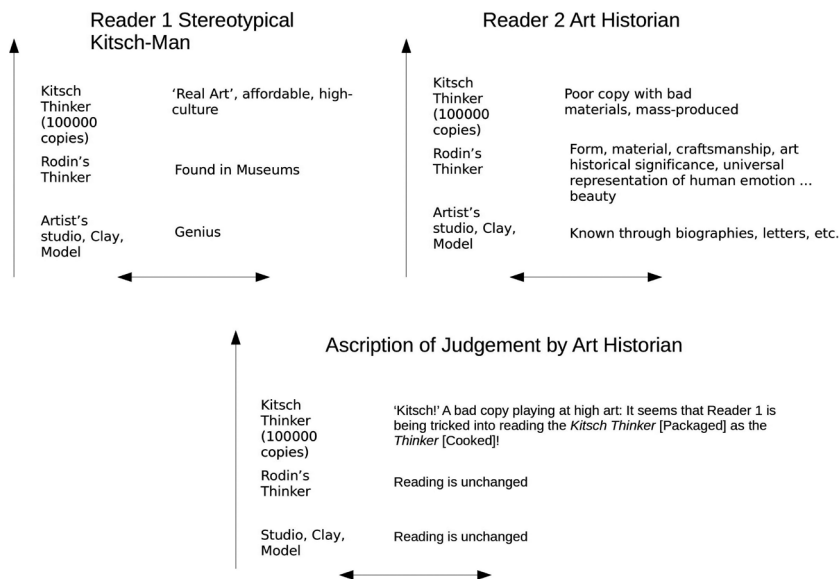 Reader 1 Stereotypical
Kitsch-Man
Kitsch
Thinker
(100000
copies)
‘Real Art’, affordable, high-
culture
Rodin’s
Thinker
Found in Museums
Artist’s
studio, Clay,
Model
Genius
Reader 2 Art Historian
Kitsch
Thinker
(100000
copies)
Poor copy with bad
materials, mass-produced
Rodin’s
Thinker
Form, material, craftsmanship, art
historical significance, universal
representation of human emotion ...
beauty
Artist’s
studio, Clay,
Model
Known through biographies, letters, etc.
Ascription of Judgement by Art Historian
Kitsch
Thinker
(100000
copies)
‘Kitsch!’ A bad copy playing at high art: It seems that Reader 1 is
being tricked into reading the Kitsch Thinker [Packaged] as the
Thinker [Cooked]!
Rodin’s
Thinker
Reading is unchanged
Studio, Clay,
Model
Reading is unchanged